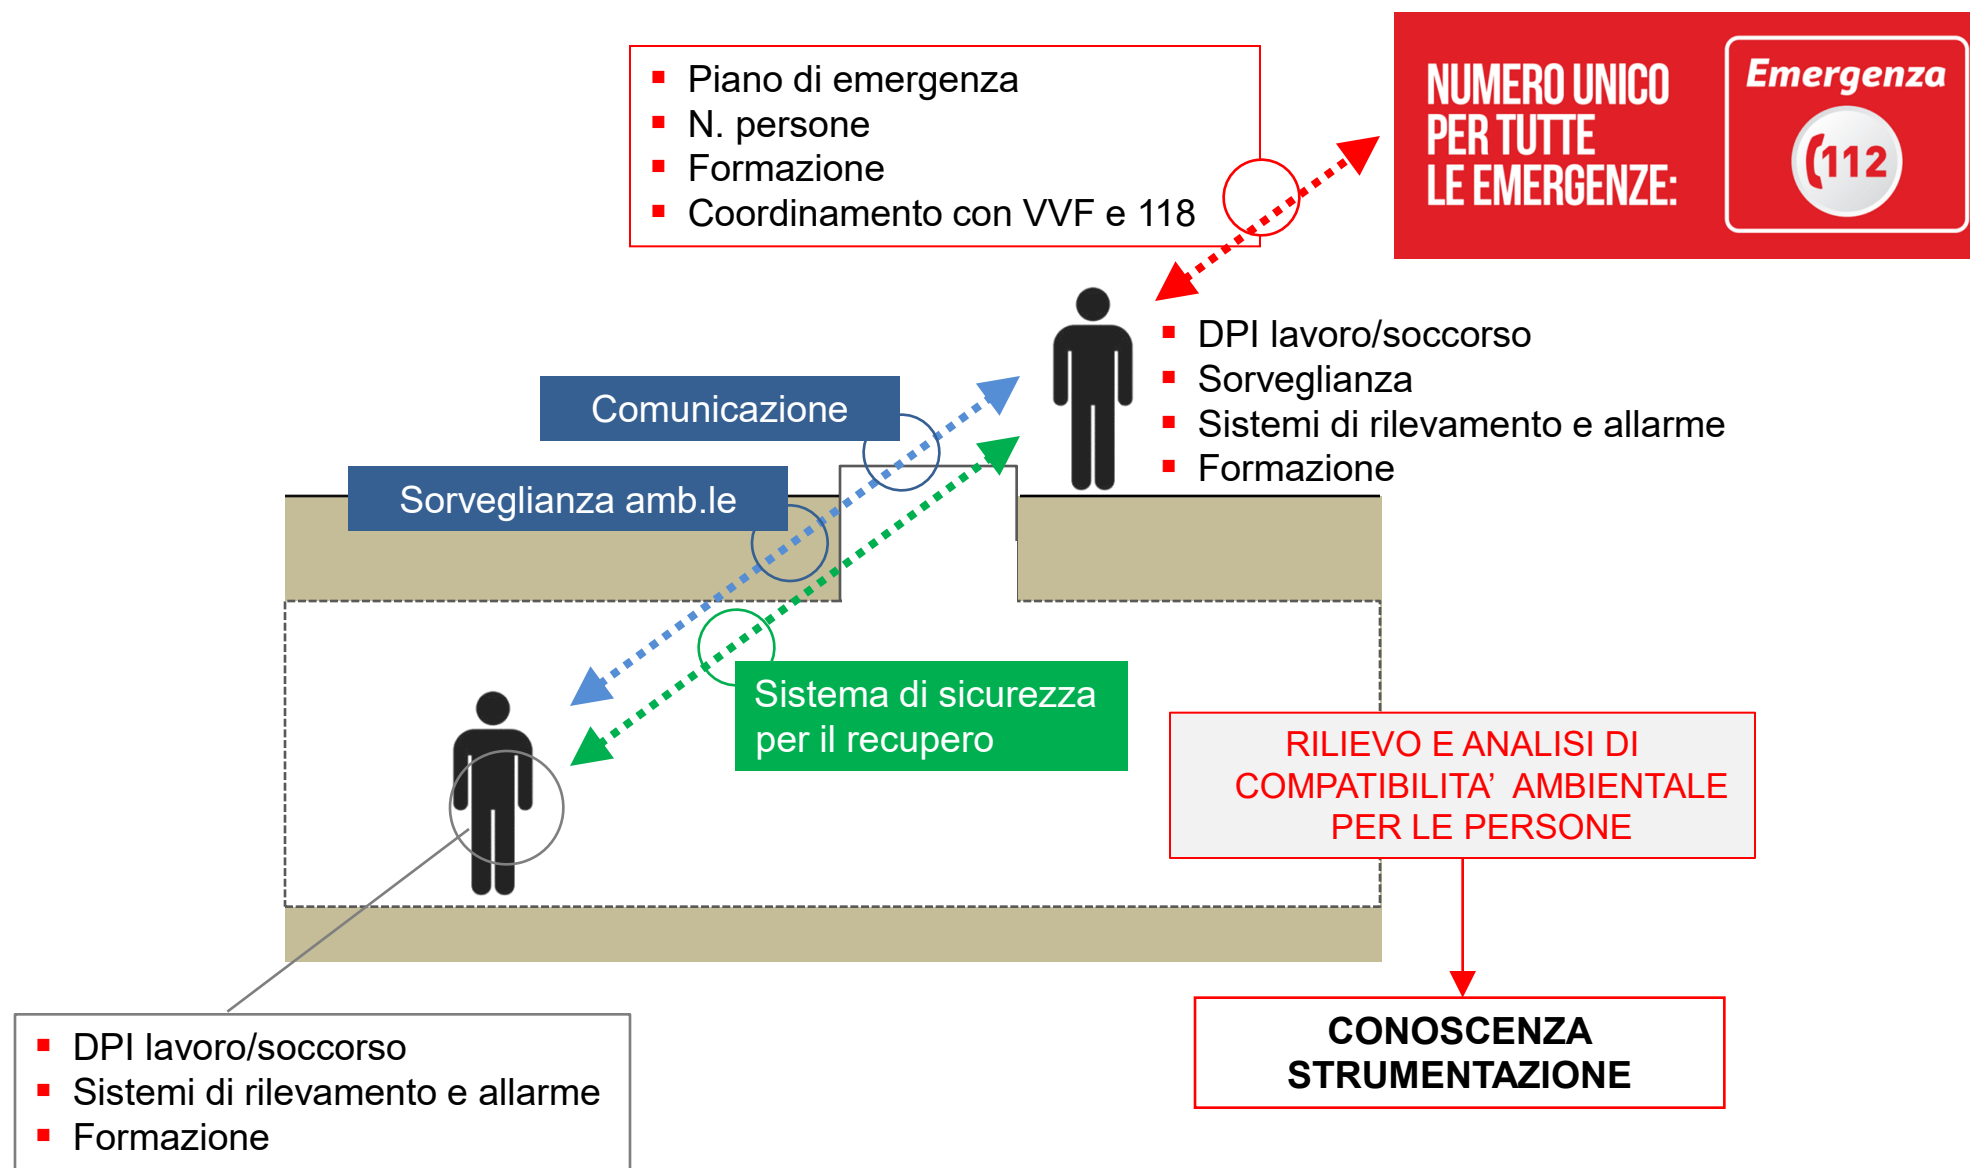 ▪ Piano di emergenza
▪ N. persone
▪ Formazione
▪ Coordinamento con VVF e 118
NUMERO UNICO
PER TUTTE
LE EMERGENZE:
Emergenza
112
▪ DPI lavoro/soccorso
▪ Sorveglianza
▪ Sistemi di rilevamento e allarme
▪ Formazione
Comunicazione
Sorveglianza amb.le
Sistema di sicurezza
per il recupero
RILIEVO E ANALISI DI
COMPATIBILITA’ AMBIENTALE
PER LE PERSONE
CONOSCENZA
STRUMENTAZIONE
▪ DPI lavoro/soccorso
▪ Sistemi di rilevamento e allarme
▪ Formazione